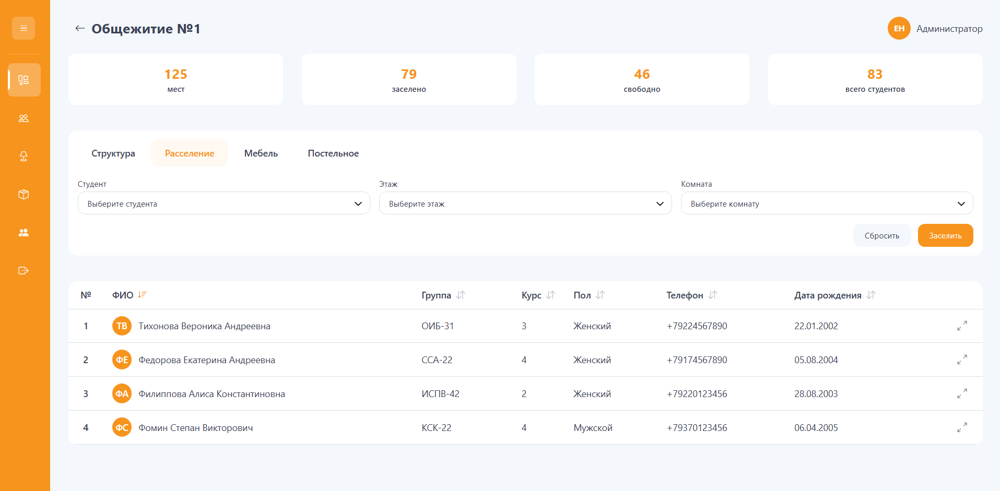 Общежитие №1
ЕН Администратор
125
мест
79
заселено
46
свободно
83
всего студентов
Структура Расселение Мебель Постельное
Студент Этаж Комната
Выберите студента Выберите этаж Выберите комнату
Сбросить Заселить
№ ФИО Группа Курс Пол Телефон Дата рождения
1 ТВ Тихонова Вероника Андреевна ОИБ-31 3 Женский +79224567890 22.01.2002
2 ФЕ Федорова Екатерина Андреевна ССА-22 4 Женский +79174567890 05.08.2004
3 ФА Филиппова Алиса Константиновна ИСПВ-42 2 Женский +79220123456 28.08.2003
4 ФС Фомин Степан Викторович КСК-22 4 Мужской +79370123456 06.04.2005